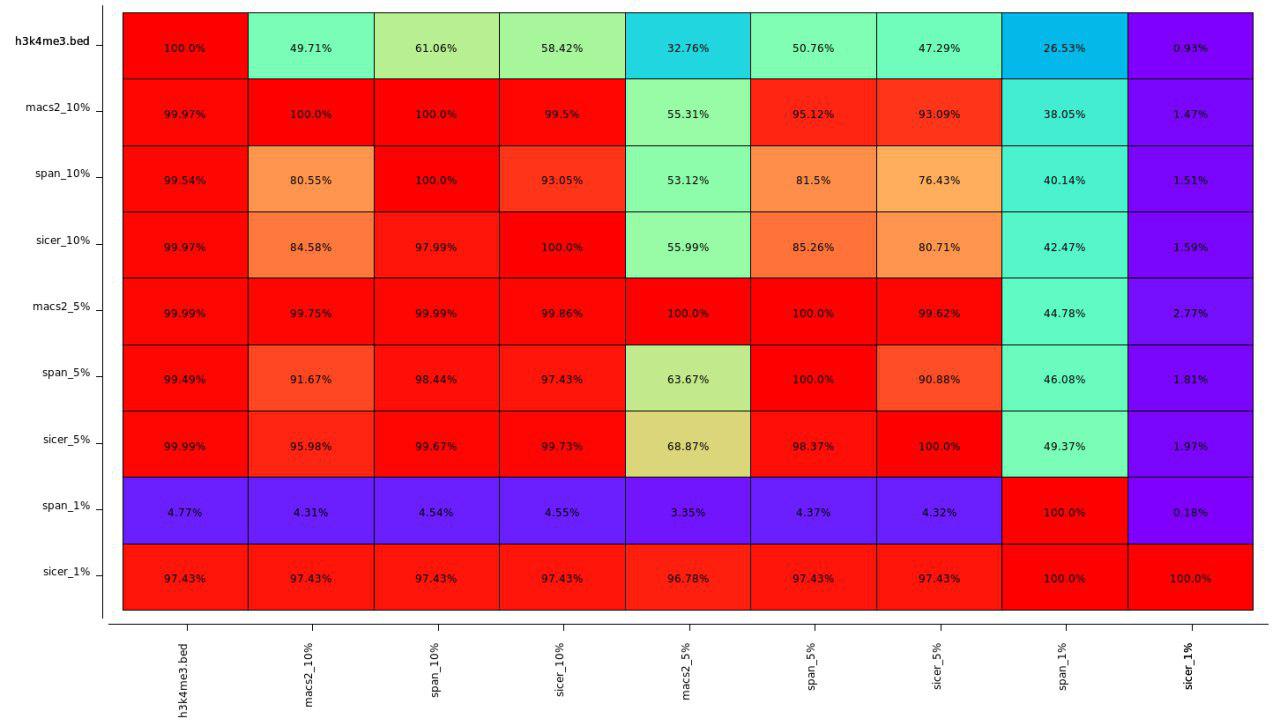 h3k4me3.bed 100.0% 49.71% 61.06% 58.42% 32.76% 50.76% 47.29% 26.53% 0.93%
macs2_10% 99.97% 100.0% 100.0% 99.5% 55.31% 95.12% 93.09% 38.05% 1.47%
span_10% 99.54% 80.55% 100.0% 93.05% 53.12% 81.5% 76.43% 40.14% 1.51%
sicer_10% 99.97% 84.58% 97.99% 100.0% 55.99% 85.26% 80.71% 42.47% 1.59%
macs2_5% 99.99% 99.75% 99.99% 99.86% 100.0% 100.0% 99.62% 44.78% 2.77%
span_5% 99.49% 91.67% 98.44% 97.43% 63.67% 100.0% 90.88% 46.08% 1.81%
sicer_5% 99.99% 95.98% 99.67% 99.73% 68.87% 98.37% 100.0% 49.37% 1.97%
span_1% 4.77% 4.31% 4.54% 4.55% 3.35% 4.37% 4.32% 100.0% 0.18%
sicer_1% 97.43% 97.43% 97.43% 97.43% 96.78% 97.43% 97.43% 100.0% 100.0%
h3k4me3.bed macs2_10% span_10% sicer_10% macs2_5% span_5% sicer_5% span_1% sicer_1%